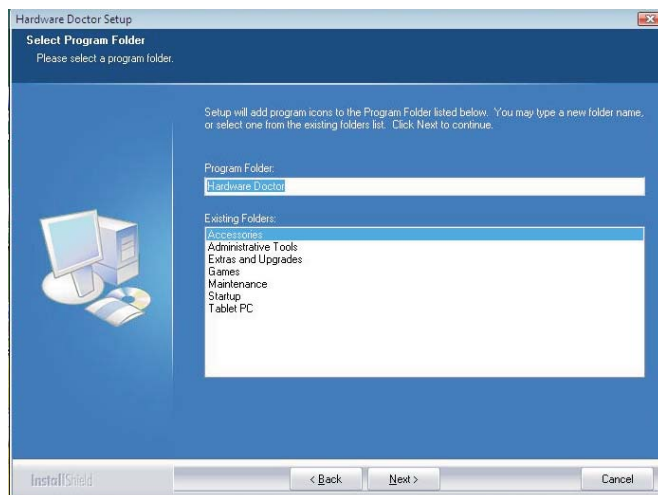 Hardware Doctor Setup
Select Program Folder
Please select a program folder.
Setup will add program icons to the Program Folder listed below. You may type a new folder name,
or select one from the existing folders list. Click Next to continue.
Program Folder:
Hardware Doctor
Existing Folders:
Accessories
Administrative Tools
Extras and Upgrades
Games
Maintenance
Startup
Tablet PC
InstallShield
< Back
Next >
Cancel